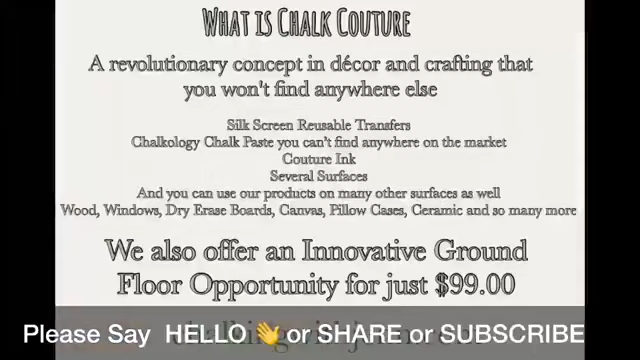 WHAT IS CHALK COUTURE
A revolutionary concept in décor and crafting that
you won't find anywhere else
Silk Screen Reusable Transfers
Chalkology Chalk Paste you can't find anywhere on the market
Couture Ink
Several Surfaces
And you can use our products on many other surfaces as well
Wood, Windows, Dry Erase Boards, Canvas, Pillow Cases, Ceramic and so many more
We also offer an Innovative Ground
Floor Opportunity for just $99.00
Please Say HELLO 👋 or SHARE or SUBSCRIBE